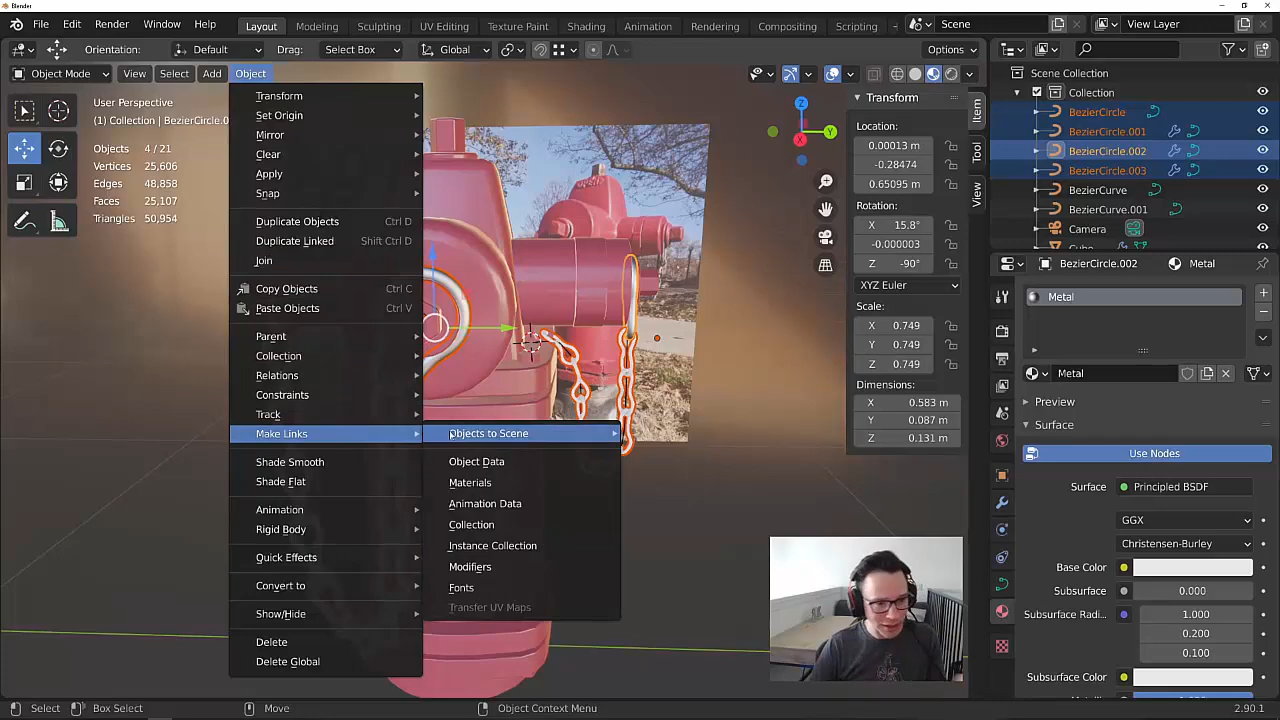 Blender
File Edit Render Window Help Layout Modeling Sculpting UV Editing Texture Paint Shading Animation Rendering Compositing Scripting Scene View Layer
Orientation: Default Drag: Select Box Global Options
Object Mode View Select Add Object
User Perspective
(1) Collection | BezierCircle.0
Objects 4 / 21
Vertices 25,606
Edges 48,858
Faces 25,107
Triangles 50,954
Transform
Set Origin
Mirror
Clear
Apply
Snap
Duplicate Objects Ctrl D
Duplicate Linked Shift Ctrl D
Join
Copy Objects Ctrl C
Paste Objects Ctrl V
Parent
Collection
Relations
Constraints
Track
Make Links
Shade Smooth
Shade Flat
Animation
Rigid Body
Quick Effects
Convert to
Show/Hide
Delete
Delete Global
Objects to Scene
Object Data
Materials
Animation Data
Collection
Instance Collection
Modifiers
Fonts
Transfer UV Maps
X
Y
Z
Transform
Location:
0.00013 m
-0.28474
0.65095 m
Rotation:
X 15.8°
-0.000003
Z -90°
XYZ Euler
Scale:
X 0.749
Y 0.749
Z 0.749
Dimensions:
X 0.583 m
Y 0.087 m
Z 0.131 m
Item
Tool
View
Scene Collection
Collection
BezierCircle
BezierCircle.001
BezierCircle.002
BezierCircle.003
BezierCurve
BezierCurve.001
Camera
Cube
BezierCircle.002 Metal
Metal
Metal
Preview
Surface
Use Nodes
Surface Principled BSDF
GGX
Christensen-Burley
Base Color
Subsurface 0.000
Subsurface Radi... 1.000
0.200
0.100
Subsurface Color
Select Box Select Move Object Context Menu 2.90.1